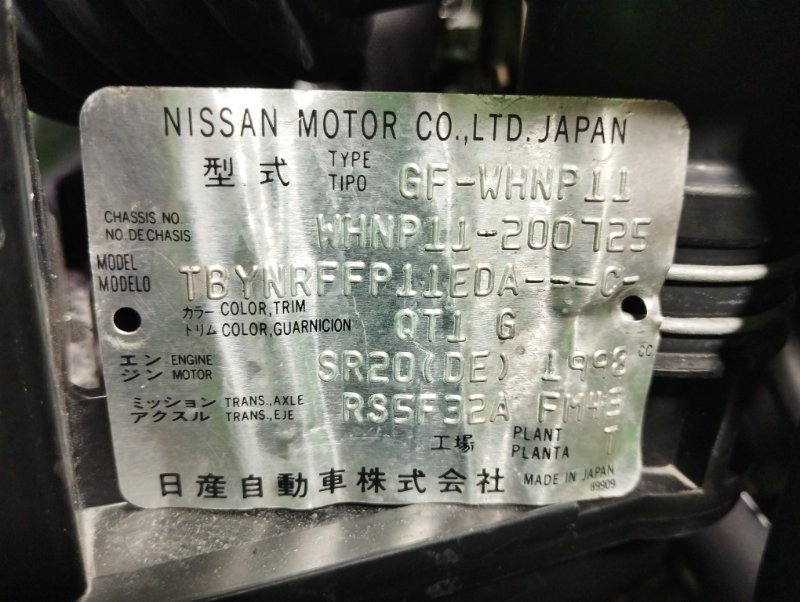 NISSAN MOTOR CO.,LTD. JAPAN
型式 TYPE TIPO GF-WHNP11
CHASSIS NO. NO. DE CHASIS WHNP11-200725
MODEL MODELO TBYNRFFP11EDA---C-
カラー COLOR,TRIM
トリム COLOR,GUARNICION QT1 G
エンジン ENGINE MOTOR SR20(DE) 1998 CC
ミッション TRANS.,AXLE
アクスル TRANS.,EJE RS5F32A FM43
工場 PLANT PLANTA T
日産自動車株式会社 MADE IN JAPAN
89909